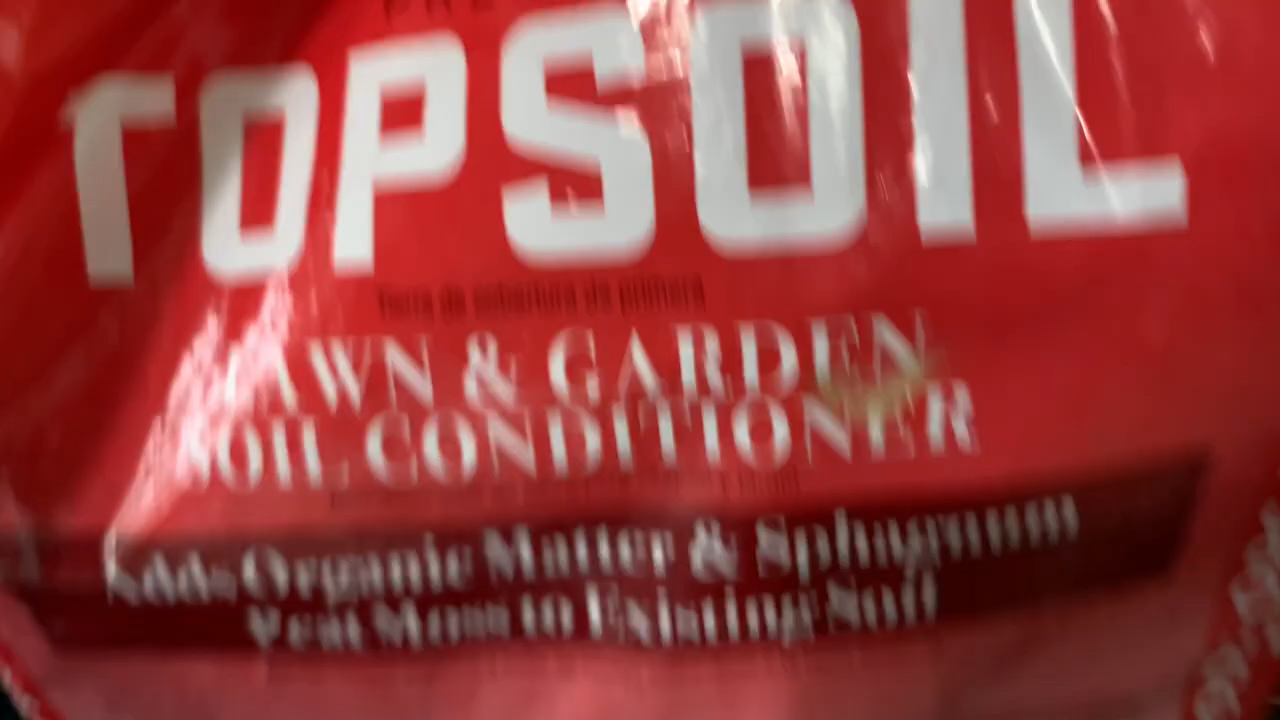 TOPSOIL
Tierra de cobertura de primera
LAWN & GARDEN
SOIL CONDITIONER
Adds Organic Matter & Sphagnum
Peat Moss to Existing Soil